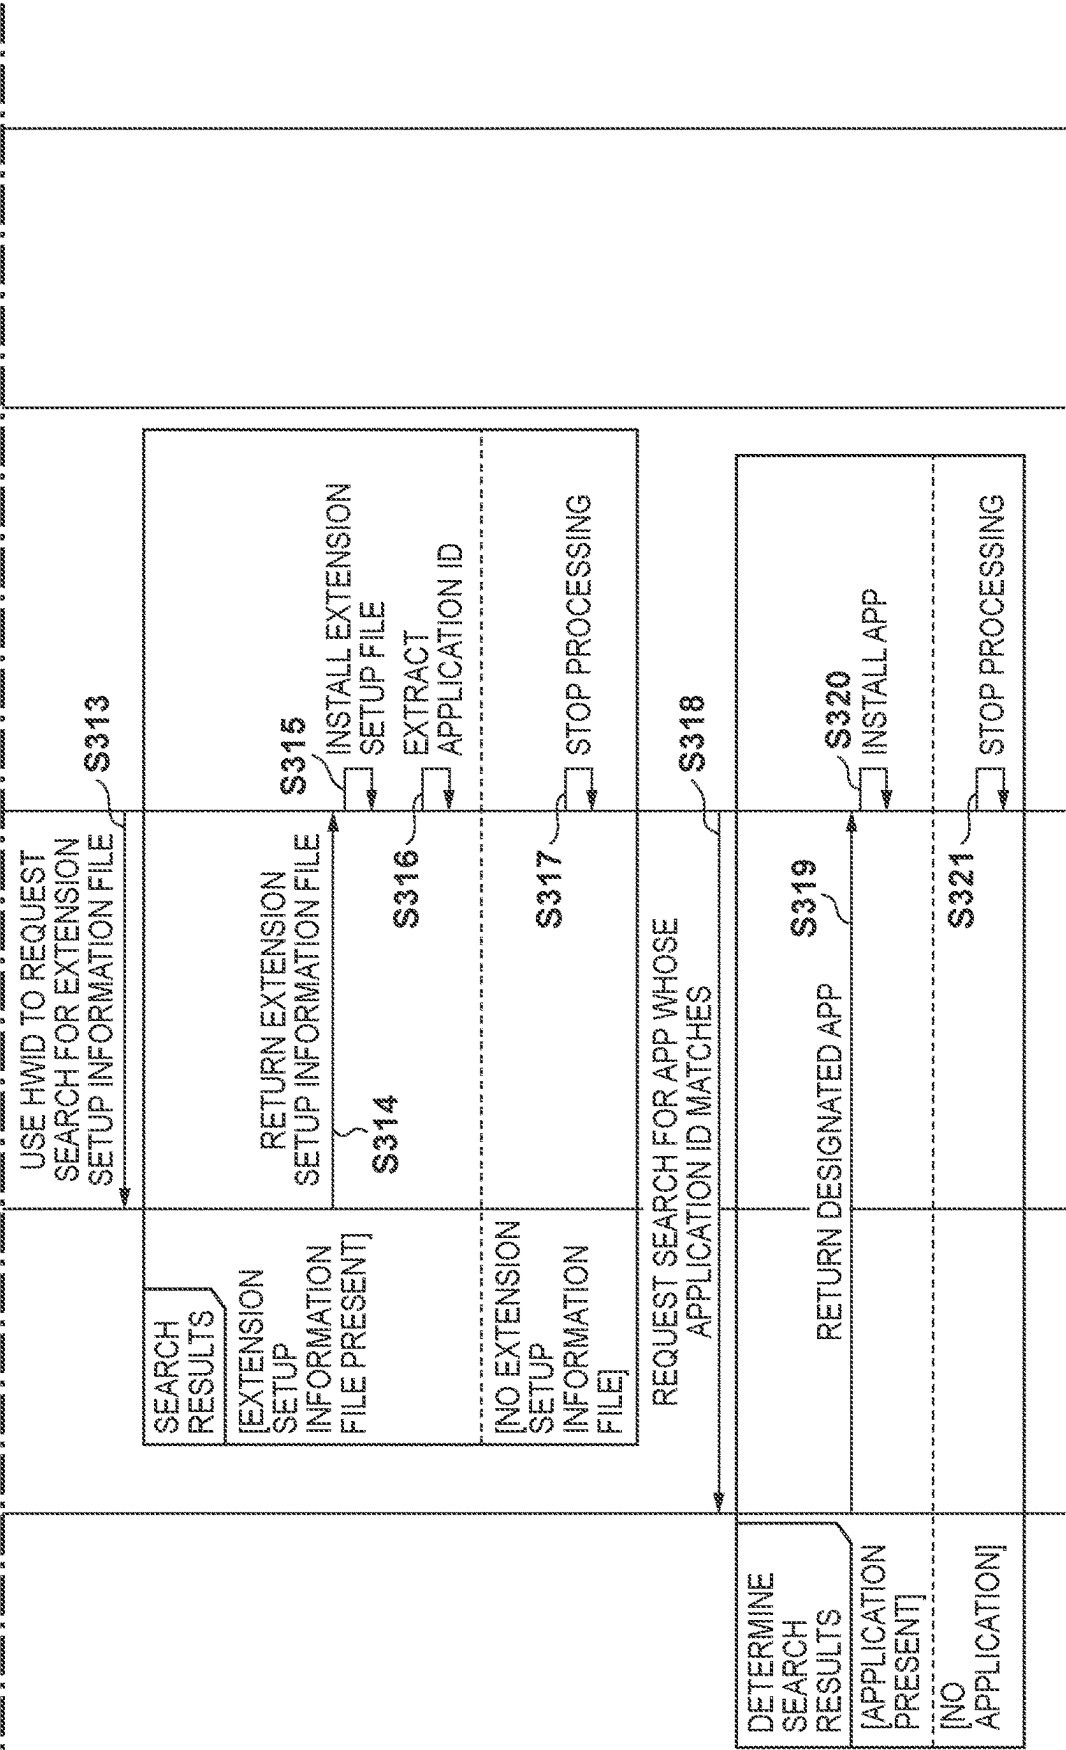 USE HWID TO REQUEST
SEARCH FOR EXTENSION
SETUP INFORMATION FILE
S313
SEARCH
RESULTS
[EXTENSION
SETUP
INFORMATION
FILE PRESENT]
RETURN EXTENSION
SETUP INFORMATION FILE
S314
S315
INSTALL EXTENSION
SETUP FILE
S316
EXTRACT
APPLICATION ID
[NO EXTENSION
SETUP
INFORMATION
FILE]
S317
STOP PROCESSING
REQUEST SEARCH FOR APP WHOSE
APPLICATION ID MATCHES
S318
DETERMINE
SEARCH
RESULTS
[APPLICATION
PRESENT]
RETURN DESIGNATED APP
S319
S320
INSTALL APP
[NO
APPLICATION]
S321
STOP PROCESSING